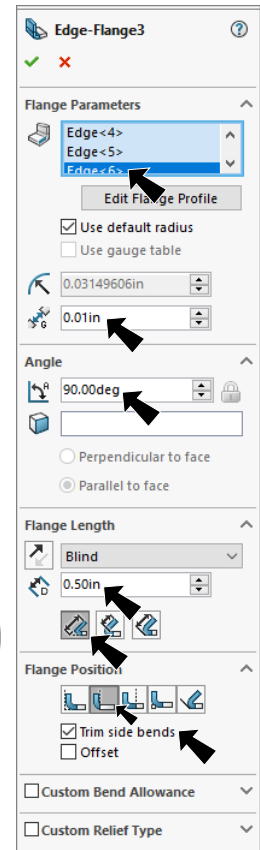 Edge-Flange3
Flange Parameters
Edge<4>
Edge<5>
Edge<6>
Edit Flange Profile
Use default radius
Use gauge table
0.03149606in
0.01in
Angle
90.00deg
Perpendicular to face
Parallel to face
Flange Length
Blind
0.50in
Flange Position
Trim side bends
Offset
Custom Bend Allowance
Custom Relief Type